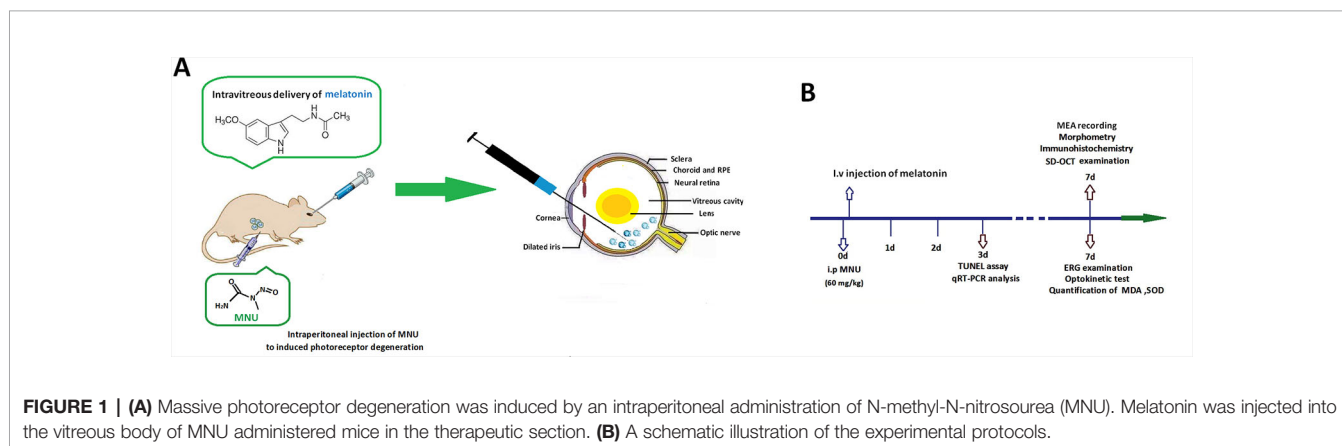 A
Intravitreous delivery of melatonin
H₃CO
H
N
CH₃
O
N
H
O
N=O
H₂N
N
MNU
Intraperitoneal injection of MNU
to induced photoreceptor degeneration
Sclera
Choroid and RPE
Neural retina
Vitreous cavity
Lens
Cornea
Optic nerve
Dilated iris
B
MEA recording
Morphometry
Immunohistochemistry
SD-OCT examination
7d
I.v injection of melatonin
0d
1d
2d
3d
7d
i.p MNU
(60 mg/kg)
TUNEL assay
qRT-PCR analysis
ERG examination
Optokinetic test
Quantification of MDA ,SOD
FIGURE 1 | (A) Massive photoreceptor degeneration was induced by an intraperitoneal administration of N-methyl-N-nitrosourea (MNU). Melatonin was injected into
the vitreous body of MNU administered mice in the therapeutic section. (B) A schematic illustration of the experimental protocols.